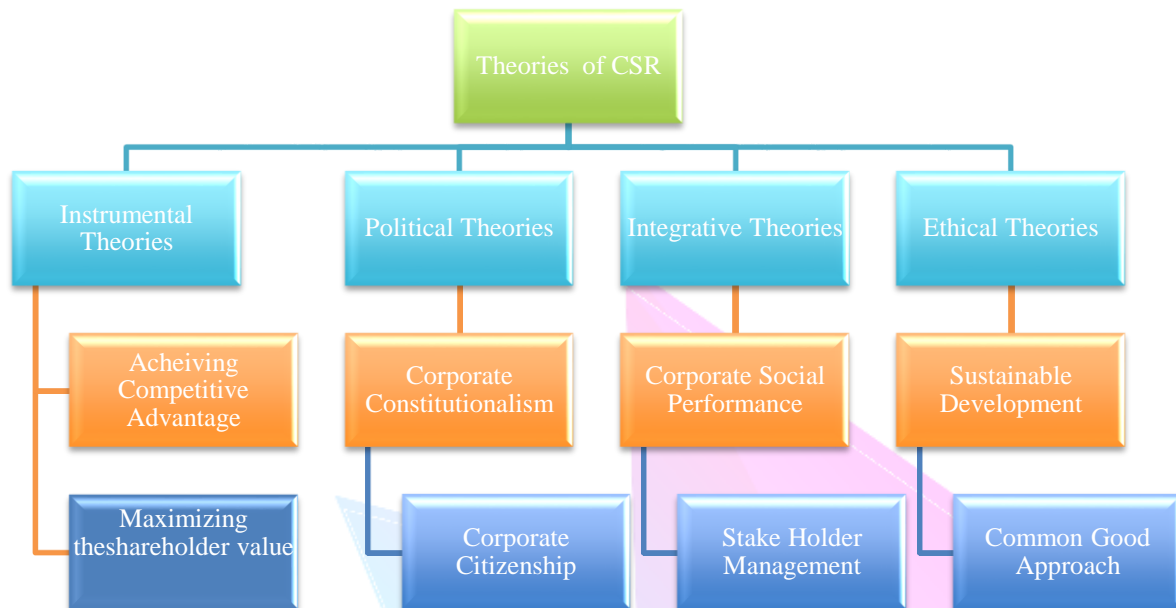 Theories of CSR
Instrumental
Theories
Political Theories
Integrative Theories
Ethical Theories
Acheiving
Competitive
Advantage
Corporate
Constitutionalism
Corporate Social
Performance
Sustainable
Development
Maximizing
theshareholder value
Corporate
Citizenship
Stake Holder
Management
Common Good
Approach